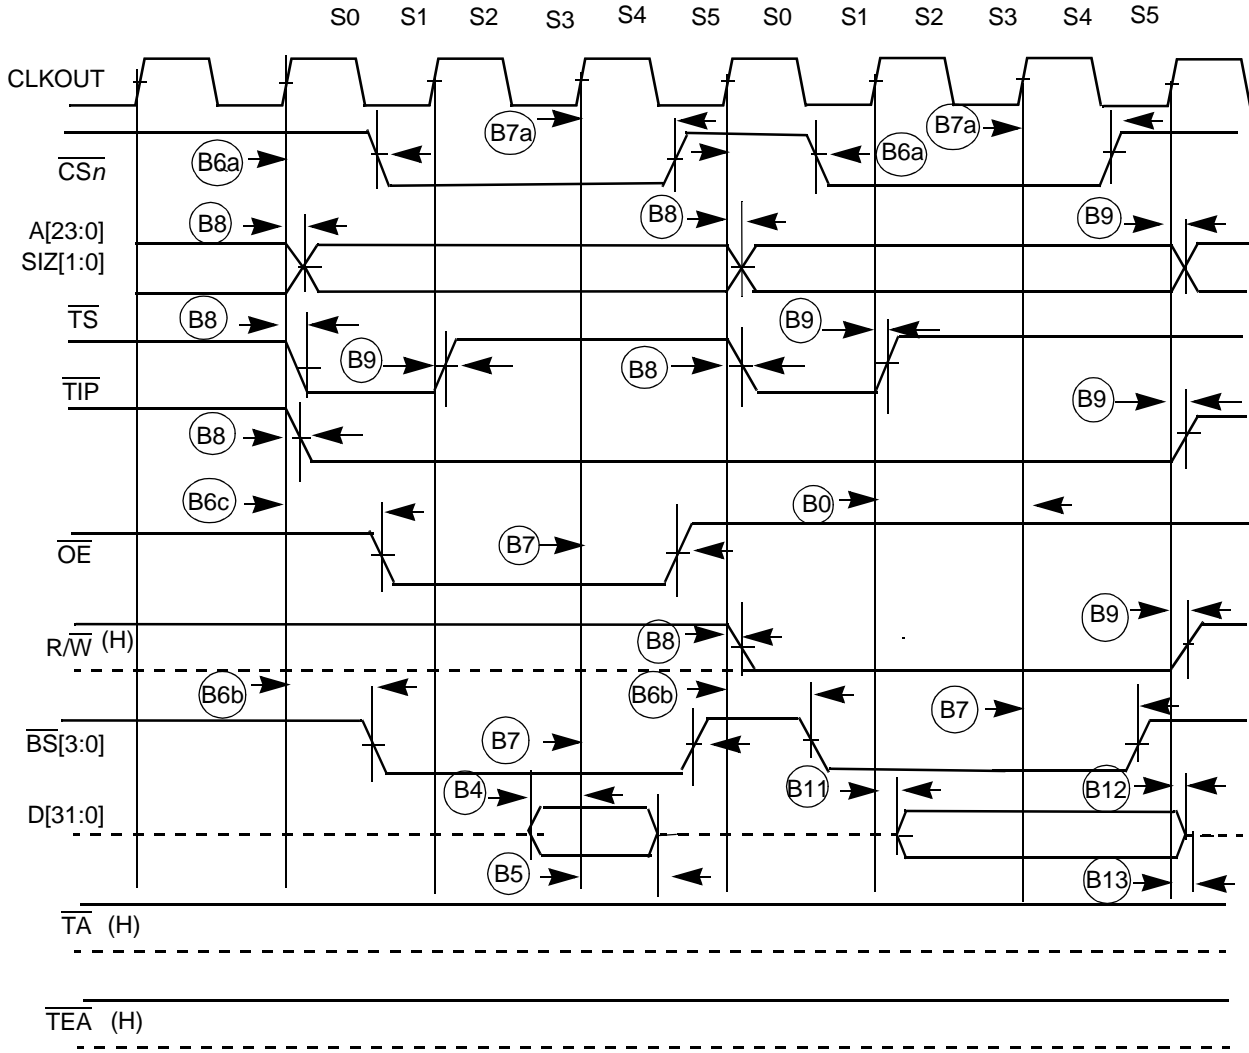 S0 S1 S2 S3 S4 S5 S0 S1 S2 S3 S4 S5
CLKOUT
B7a B7a
CSn B6a B6a
A[23:0] B8 B8 B9
SIZ[1:0]
TS B8 B9
B9 B8
TIP B9
B8
B6c B0
OE B7
R/W (H) B8 B9
B6b B6b B7
BS[3:0] B7
B4 B11 B12
D[31:0]
B5 B13
TA (H)
TEA (H)